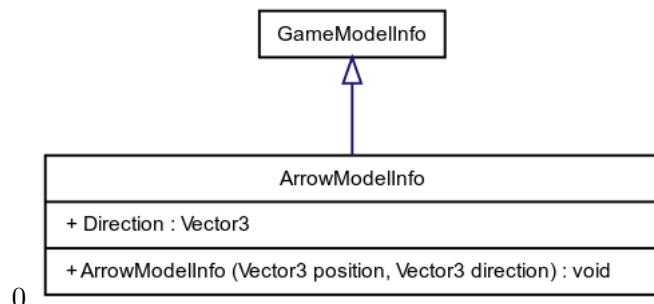 GameModelInfo
ArrowModelInfo
+ Direction : Vector3
+ ArrowModelInfo (Vector3 position, Vector3 direction) : void
0